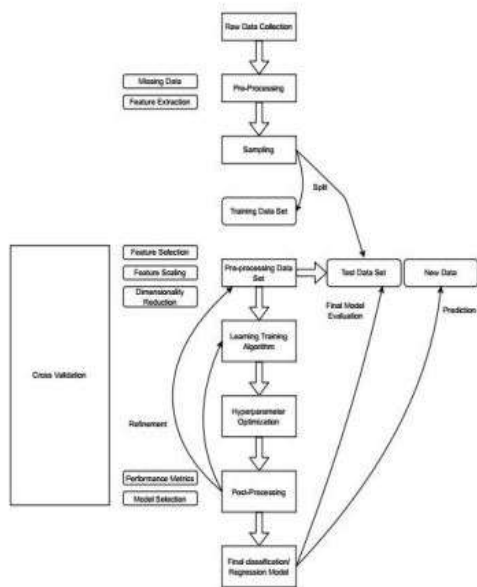 Raw Data Collection
Missing Data
Pre-Processing
Feature Extraction
Sampling
Split
Training Data Set
Feature Selection
Feature Scaling
Pre-processing Data
Set
Test Data Set
New Data
Dimensionality
Reduction
Final Model
Evaluation
Prediction
Learning Training
Algorithm
Cross Validation
Hyperparameter
Optimization
Refinement
Performance Metrics
Post-Processing
Model Selection
Final classification/
Regression Model